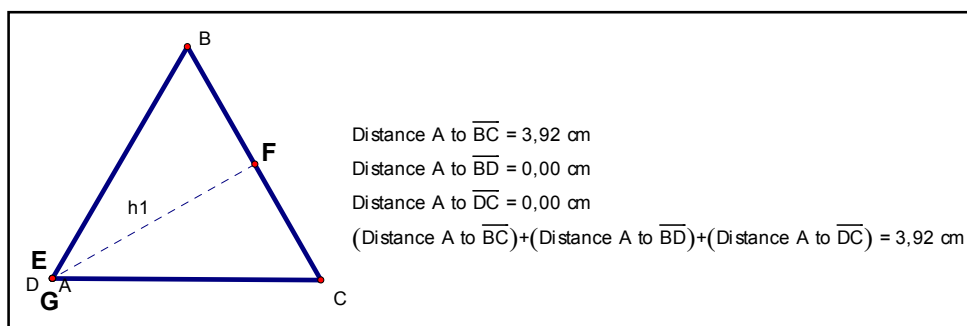 B
Distance A to BC = 3,92 cm
F
Distance A to BD = 0,00 cm
h1
Distance A to DC = 0,00 cm
(Distance A to BC)+(Distance A to BD)+(Distance A to DC) = 3,92 cm
E
D A
G
C